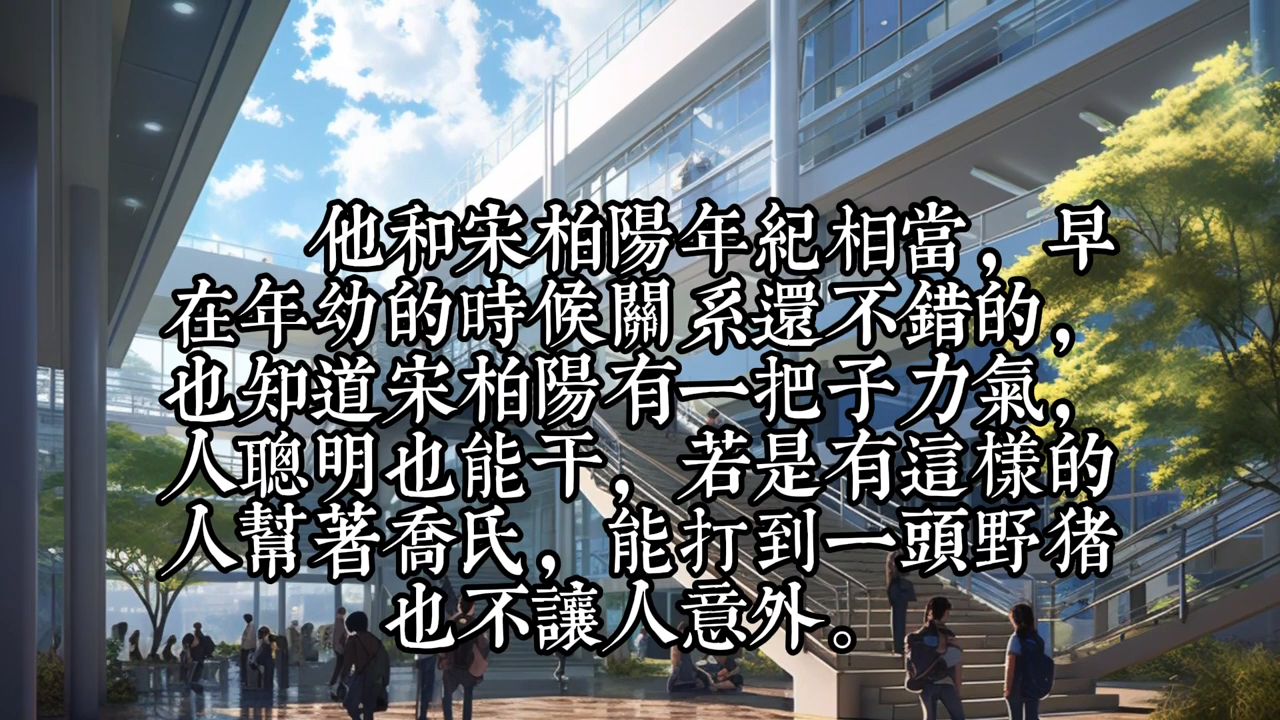 他和宋柏陽年紀相當，早
在年幼的時候關系還不錯的，
也知道宋柏陽有一把子力氣，
人聰明也能干，若是有這樣的
人幫著喬氏，能打到一頭野猪
也不讓人意外。